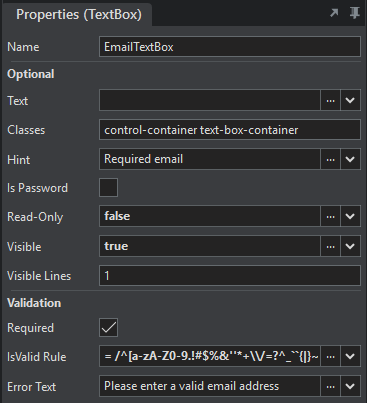 Properties (TextBox)
Name EmailTextBox
Optional
Text ...
Classes control-container text-box-container
Hint Required email ...
Is Password
Read-Only false ...
Visible true ...
Visible Lines 1
Validation
Required
IsValid Rule = /^[a-zA-Z0-9.!#$%&''*+\\/=?^_``{|}~ ...
Error Text Please enter a valid email address ...